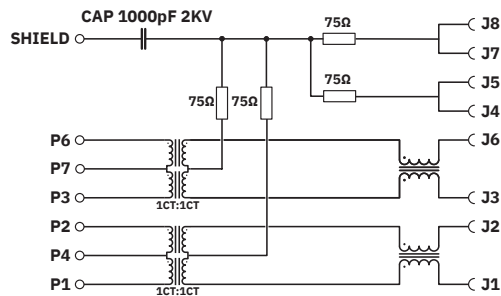 CAP 1000pF 2KV
75Ω
J8
SHIELD
J7
75Ω
J5
75Ω 75Ω
J4
P6
J6
P7
P3
J3
1CT:1CT
P2
J2
P4
P1
J1
1CT:1CT